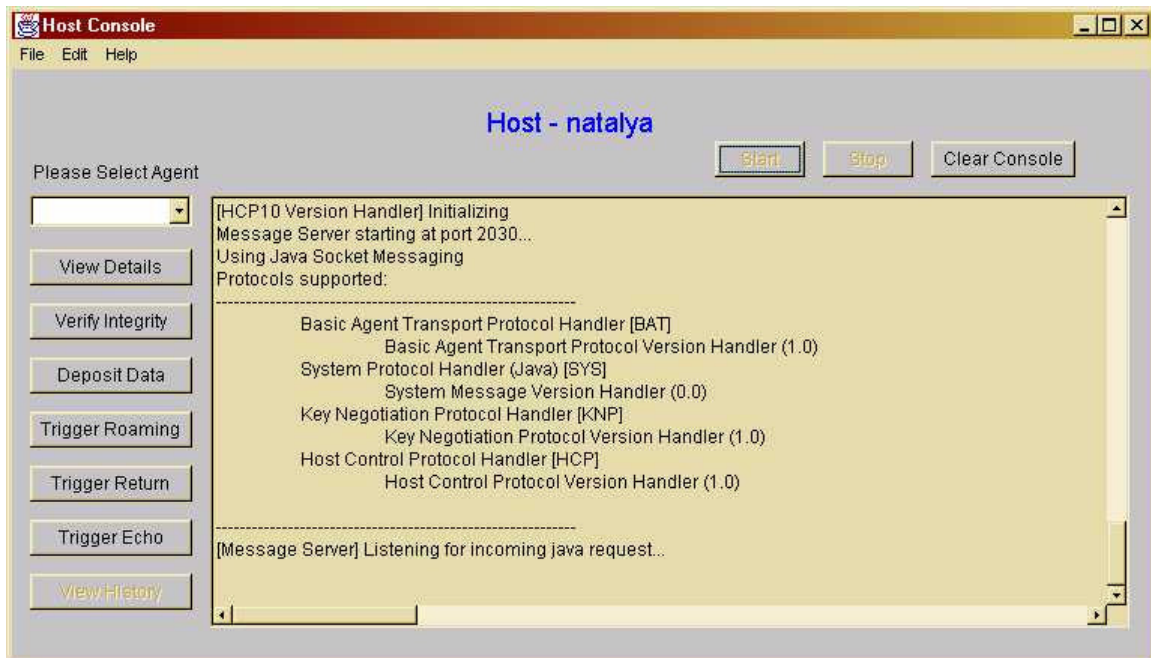 Host Console
File Edit Help
Host - natalya
Start Stop Clear Console
Please Select Agent
View Details
Verify Integrity
Deposit Data
Trigger Roaming
Trigger Return
Trigger Echo
View History
[HCP10 Version Handler] Initializing
Message Server starting at port 2030...
Using Java Socket Messaging
Protocols supported:
------------------------------------------------------------
Basic Agent Transport Protocol Handler [BAT]
Basic Agent Transport Protocol Version Handler (1.0)
System Protocol Handler (Java) [SYS]
System Message Version Handler (0.0)
Key Negotiation Protocol Handler [KNP]
Key Negotiation Protocol Version Handler (1.0)
Host Control Protocol Handler [HCP]
Host Control Protocol Version Handler (1.0)
------------------------------------------------------------
[Message Server] Listening for incoming java request...